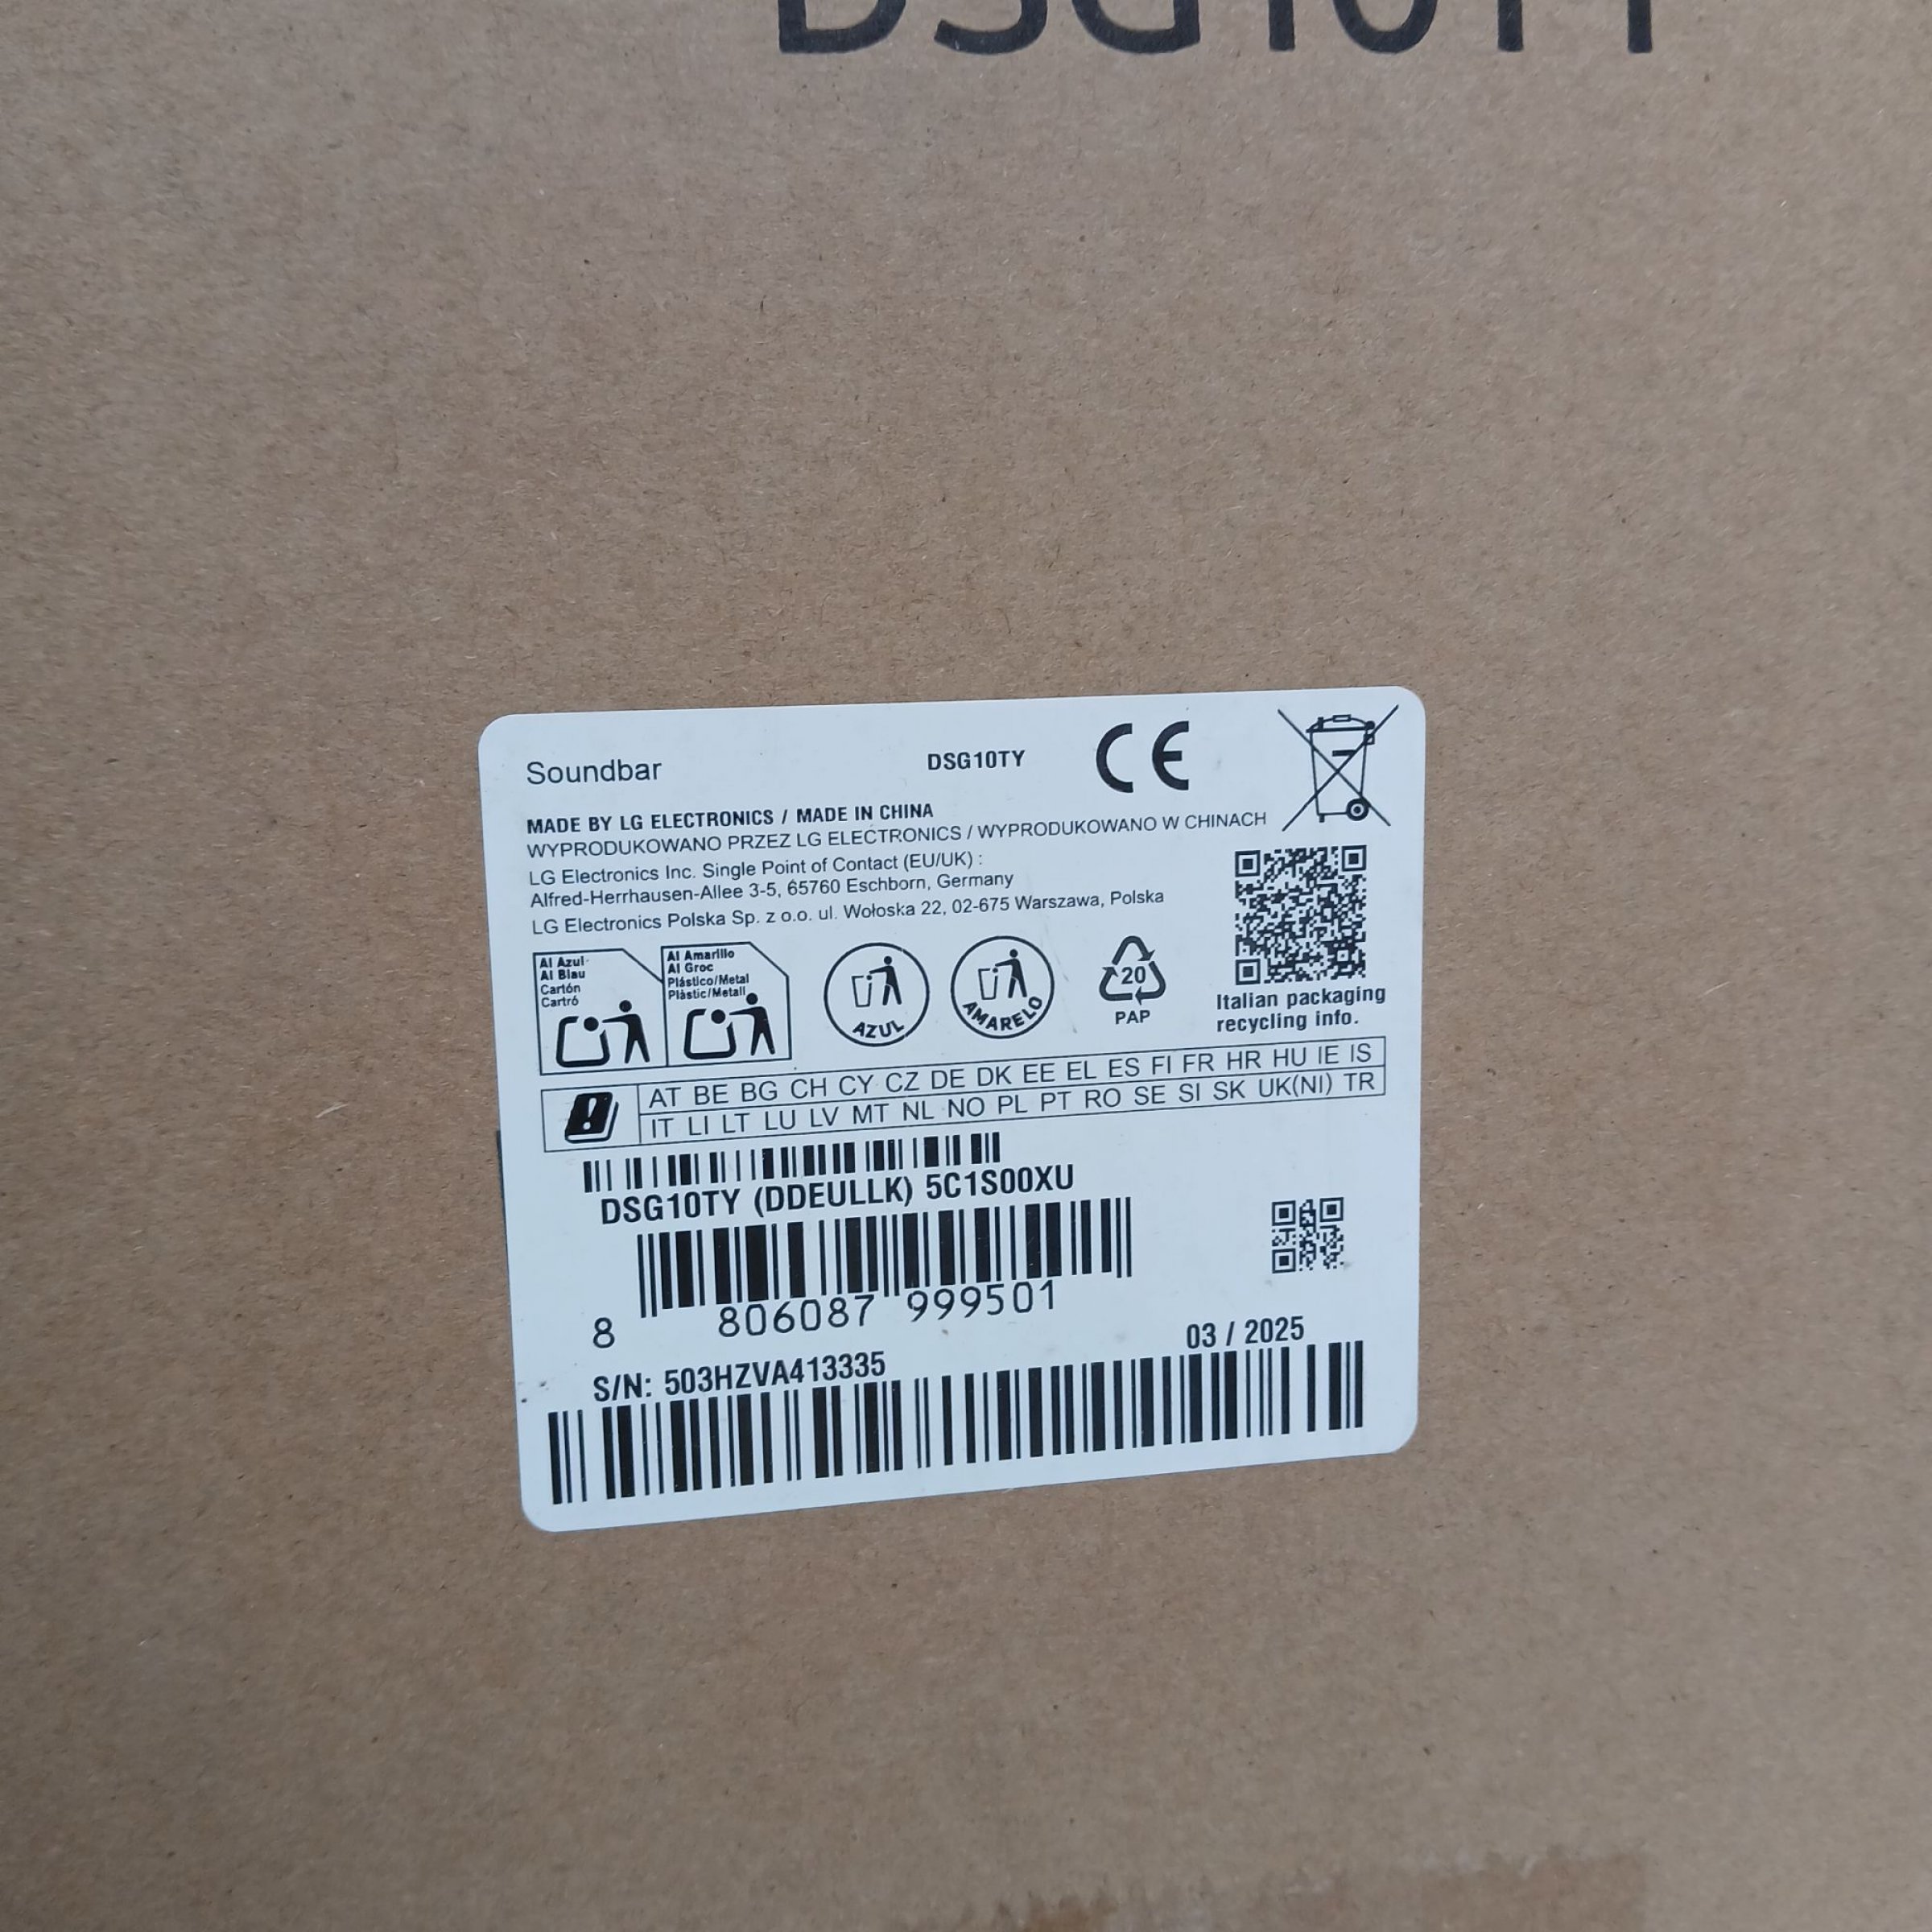 DSG10TY
Soundbar DSG10TY CE
MADE BY LG ELECTRONICS / MADE IN CHINA
WYPRODUKOWANO PRZEZ LG ELECTRONICS / WYPRODUKOWANO W CHINACH
LG Electronics Inc. Single Point of Contact (EU/UK) :
Alfred-Herrhausen-Allee 3-5, 65760 Eschborn, Germany
LG Electronics Polska Sp. z o.o. ul. Wołoska 22, 02-675 Warszawa, Polska
Al Azul
Al Blau
Cartón
Cartró
Al Amarillo
Al Groc
Plástico/Metal
Plàstic/Metall
AZUL
AMARELO
20
PAP
Italian packaging
recycling info.
AT BE BG CH CY CZ DE DK EE EL ES FI FR HR HU IE IS
IT LI LT LU LV MT NL NO PL PT RO SE SI SK UK(NI) TR
DSG10TY (DDEULLK) 5C1S00XU
8 806087 999501
03 / 2025
S/N: 503HZVA413335